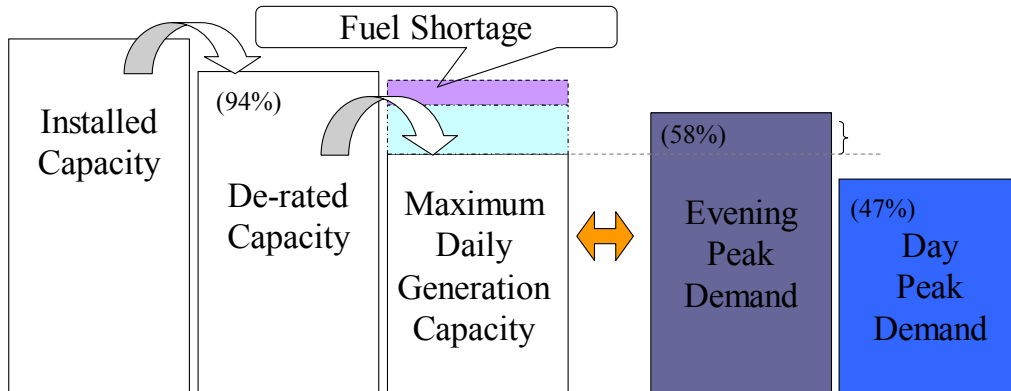 Fuel Shortage
Installed
Capacity
(94%)
De-rated
Capacity
Maximum
Daily
Generation
Capacity
(58%)
Evening
Peak
Demand
(47%)
Day
Peak
Demand